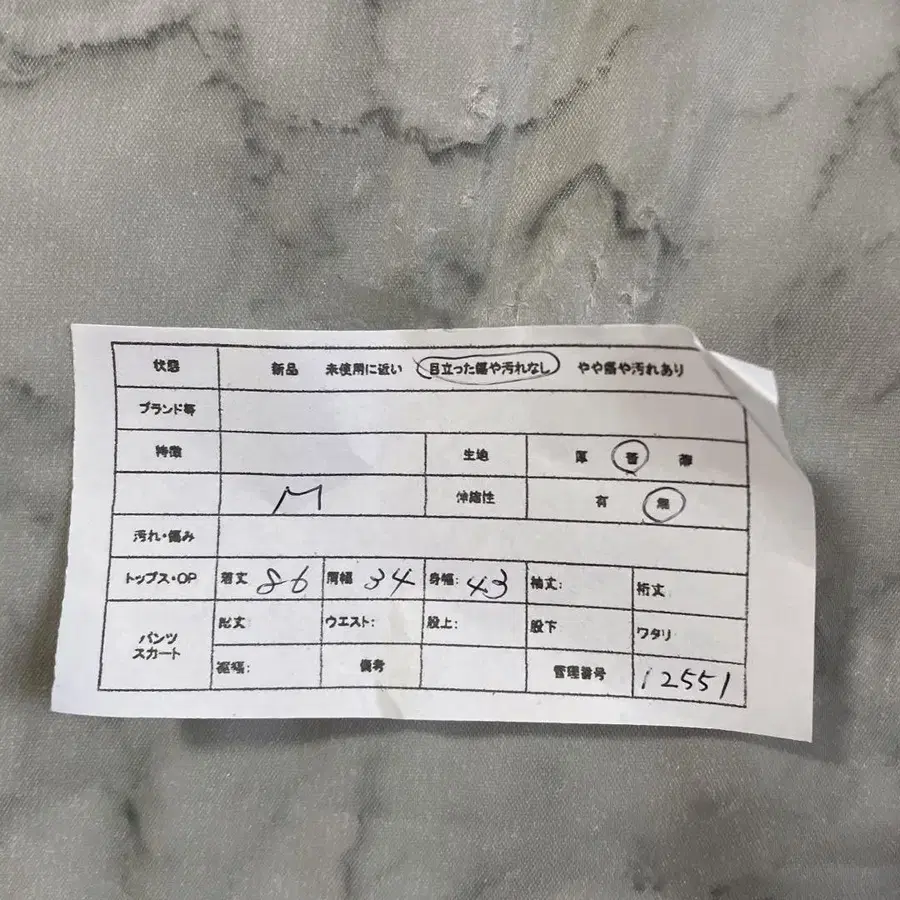 状態 新品 未使用に近い 目立った傷や汚れなし やや傷や汚れあり
ブランド等
特徴 生地 厚 普 薄
M 伸縮性 有 無
汚れ・傷み
トップス・OP 着丈 86 肩幅 34 身幅: 43 袖丈: 裄丈
パンツ スカート 総丈 ウエスト: 股上: 股下 ワタリ
裾幅: 備考 管理番号 12551